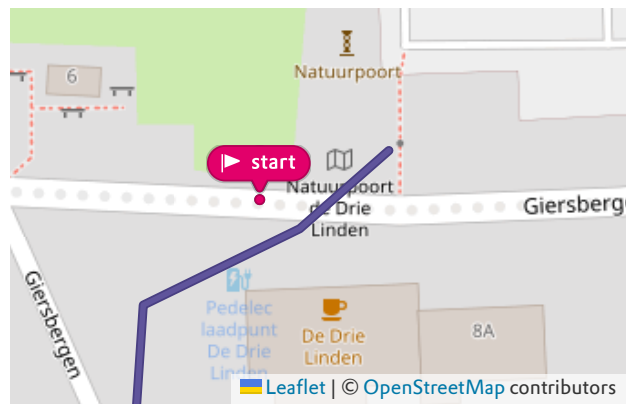 6
Natuurpoort
start
Natuurpoort
de Drie
Linden
Giersberg
Giersbergen
Pedelec
laadpunt
De Drie
Linden
De Drie
Linden
8A
Leaflet | © OpenStreetMap contributors